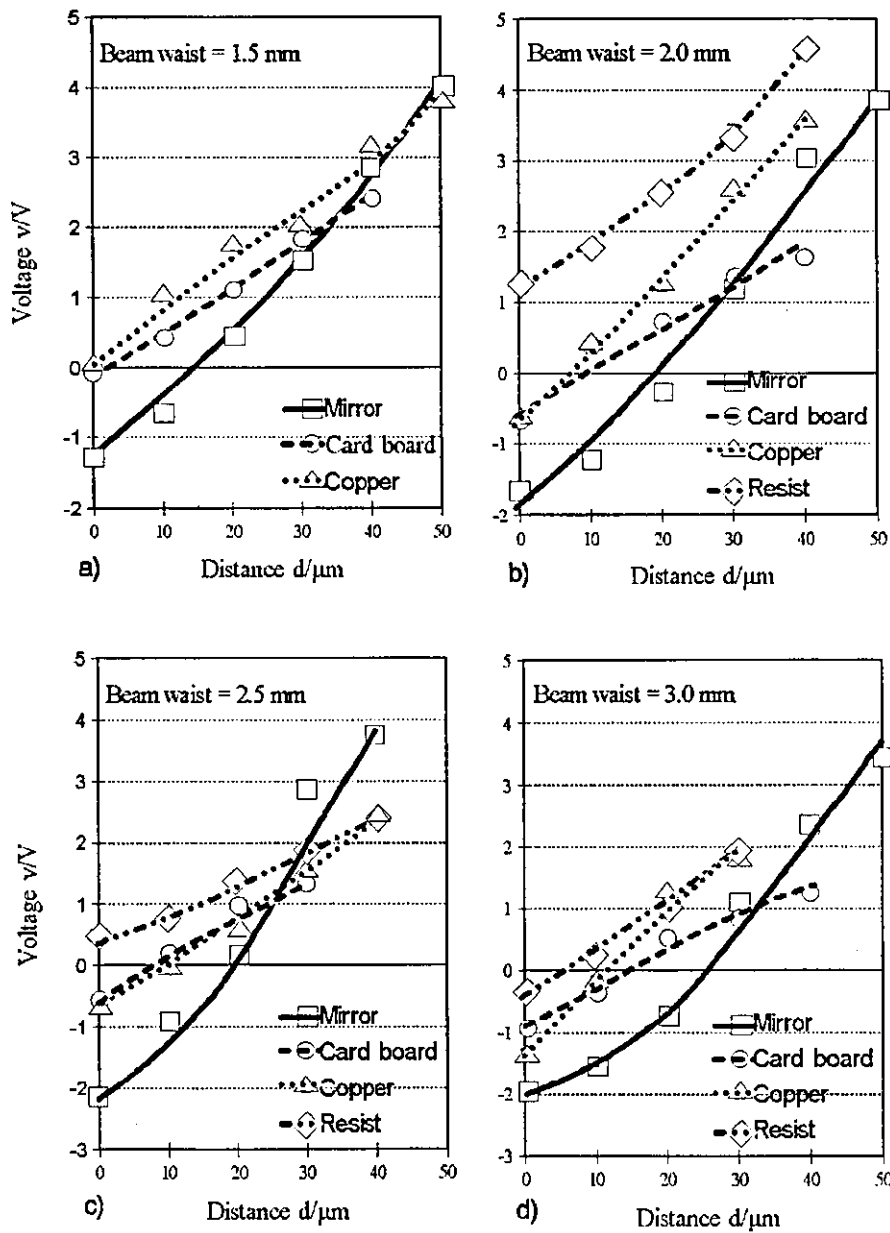 5
Beam waist = 1.5 mm
4
3
2
1
0
-1
-2
Voltage v/V
Mirror
Card board
Copper
0 10 20 30 40 50
a)
Distance d/μm
5
Beam waist = 2.0 mm
4
3
2
1
0
-1
-2
Mirror
Card board
Copper
Resist
0 10 20 30 40 50
b)
Distance d/μm
5
Beam waist = 2.5 mm
4
3
2
1
0
-1
-2
-3
Voltage v/V
Mirror
Card board
Copper
Resist
0 10 20 30 40 50
c)
Distance d/μm
5
Beam waist = 3.0 mm
4
3
2
1
0
-1
-2
-3
Mirror
Card board
Copper
Resist
0 10 20 30 40 50
d)
Distance d/μm